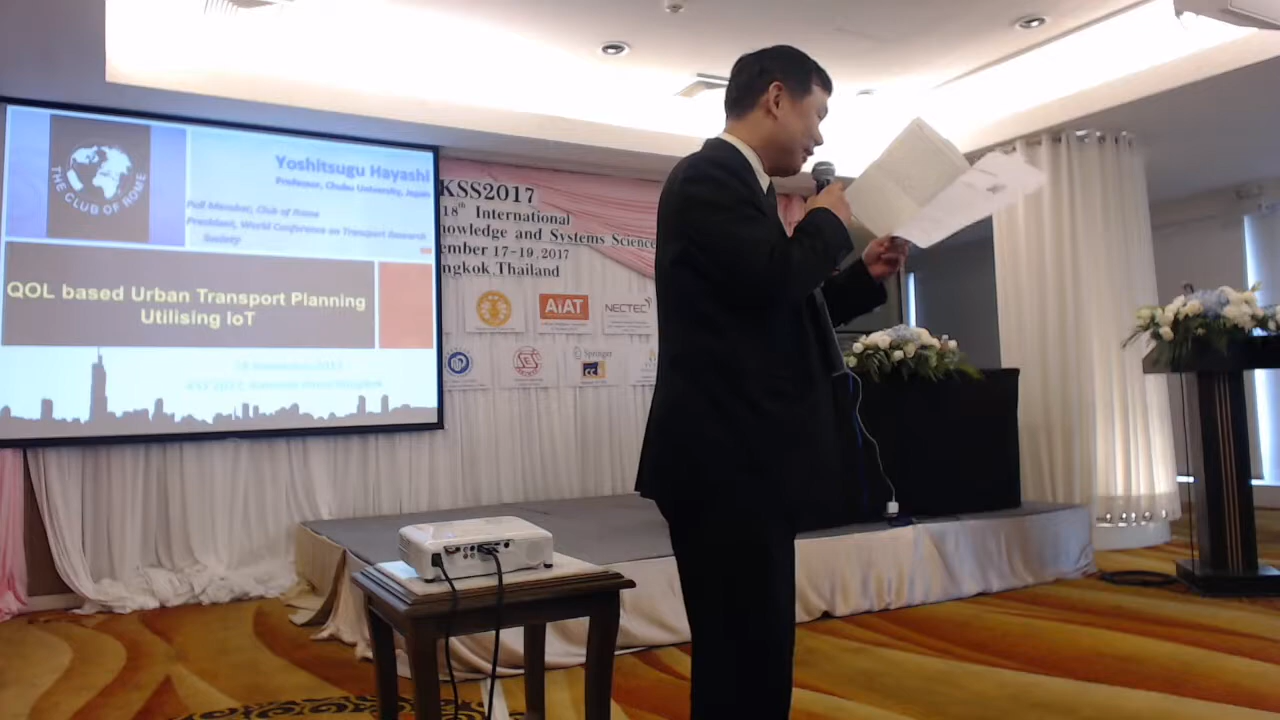 THE CLUB OF ROME
Yoshitsugu Hayashi
Professor, Chubu University, Japan
Full Member, Club of Rome
President, World Conference on Transport Research
Society
QOL based Urban Transport Planning
Utilising IoT
KSS2017
18th International
nowledge and Systems Science
ember 17-19, 2017
ngkok, Thailand
AiAT
NECTEC
Springer